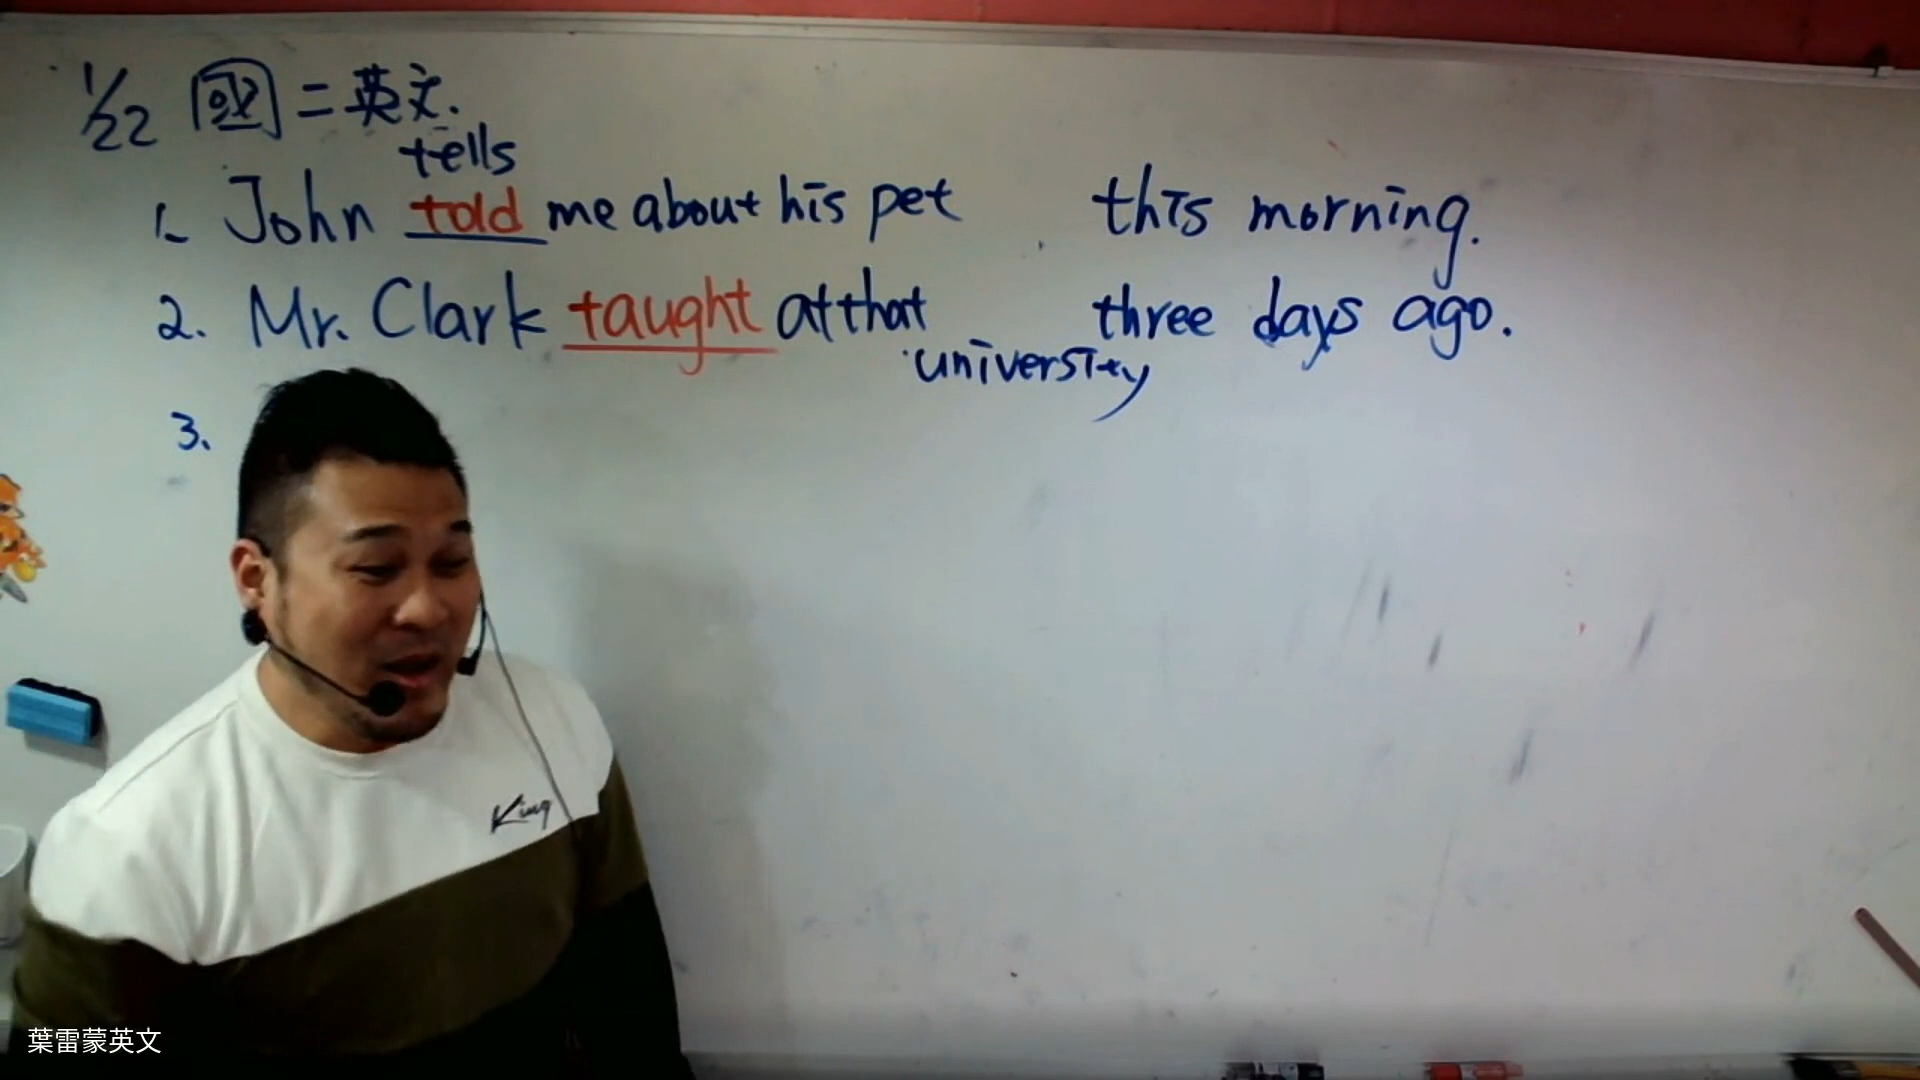 1/22 國二英文.
tells
1. John told me about his pet this morning.
2. Mr. Clark taught at that three days ago.
university
3.
King
葉雷蒙英文